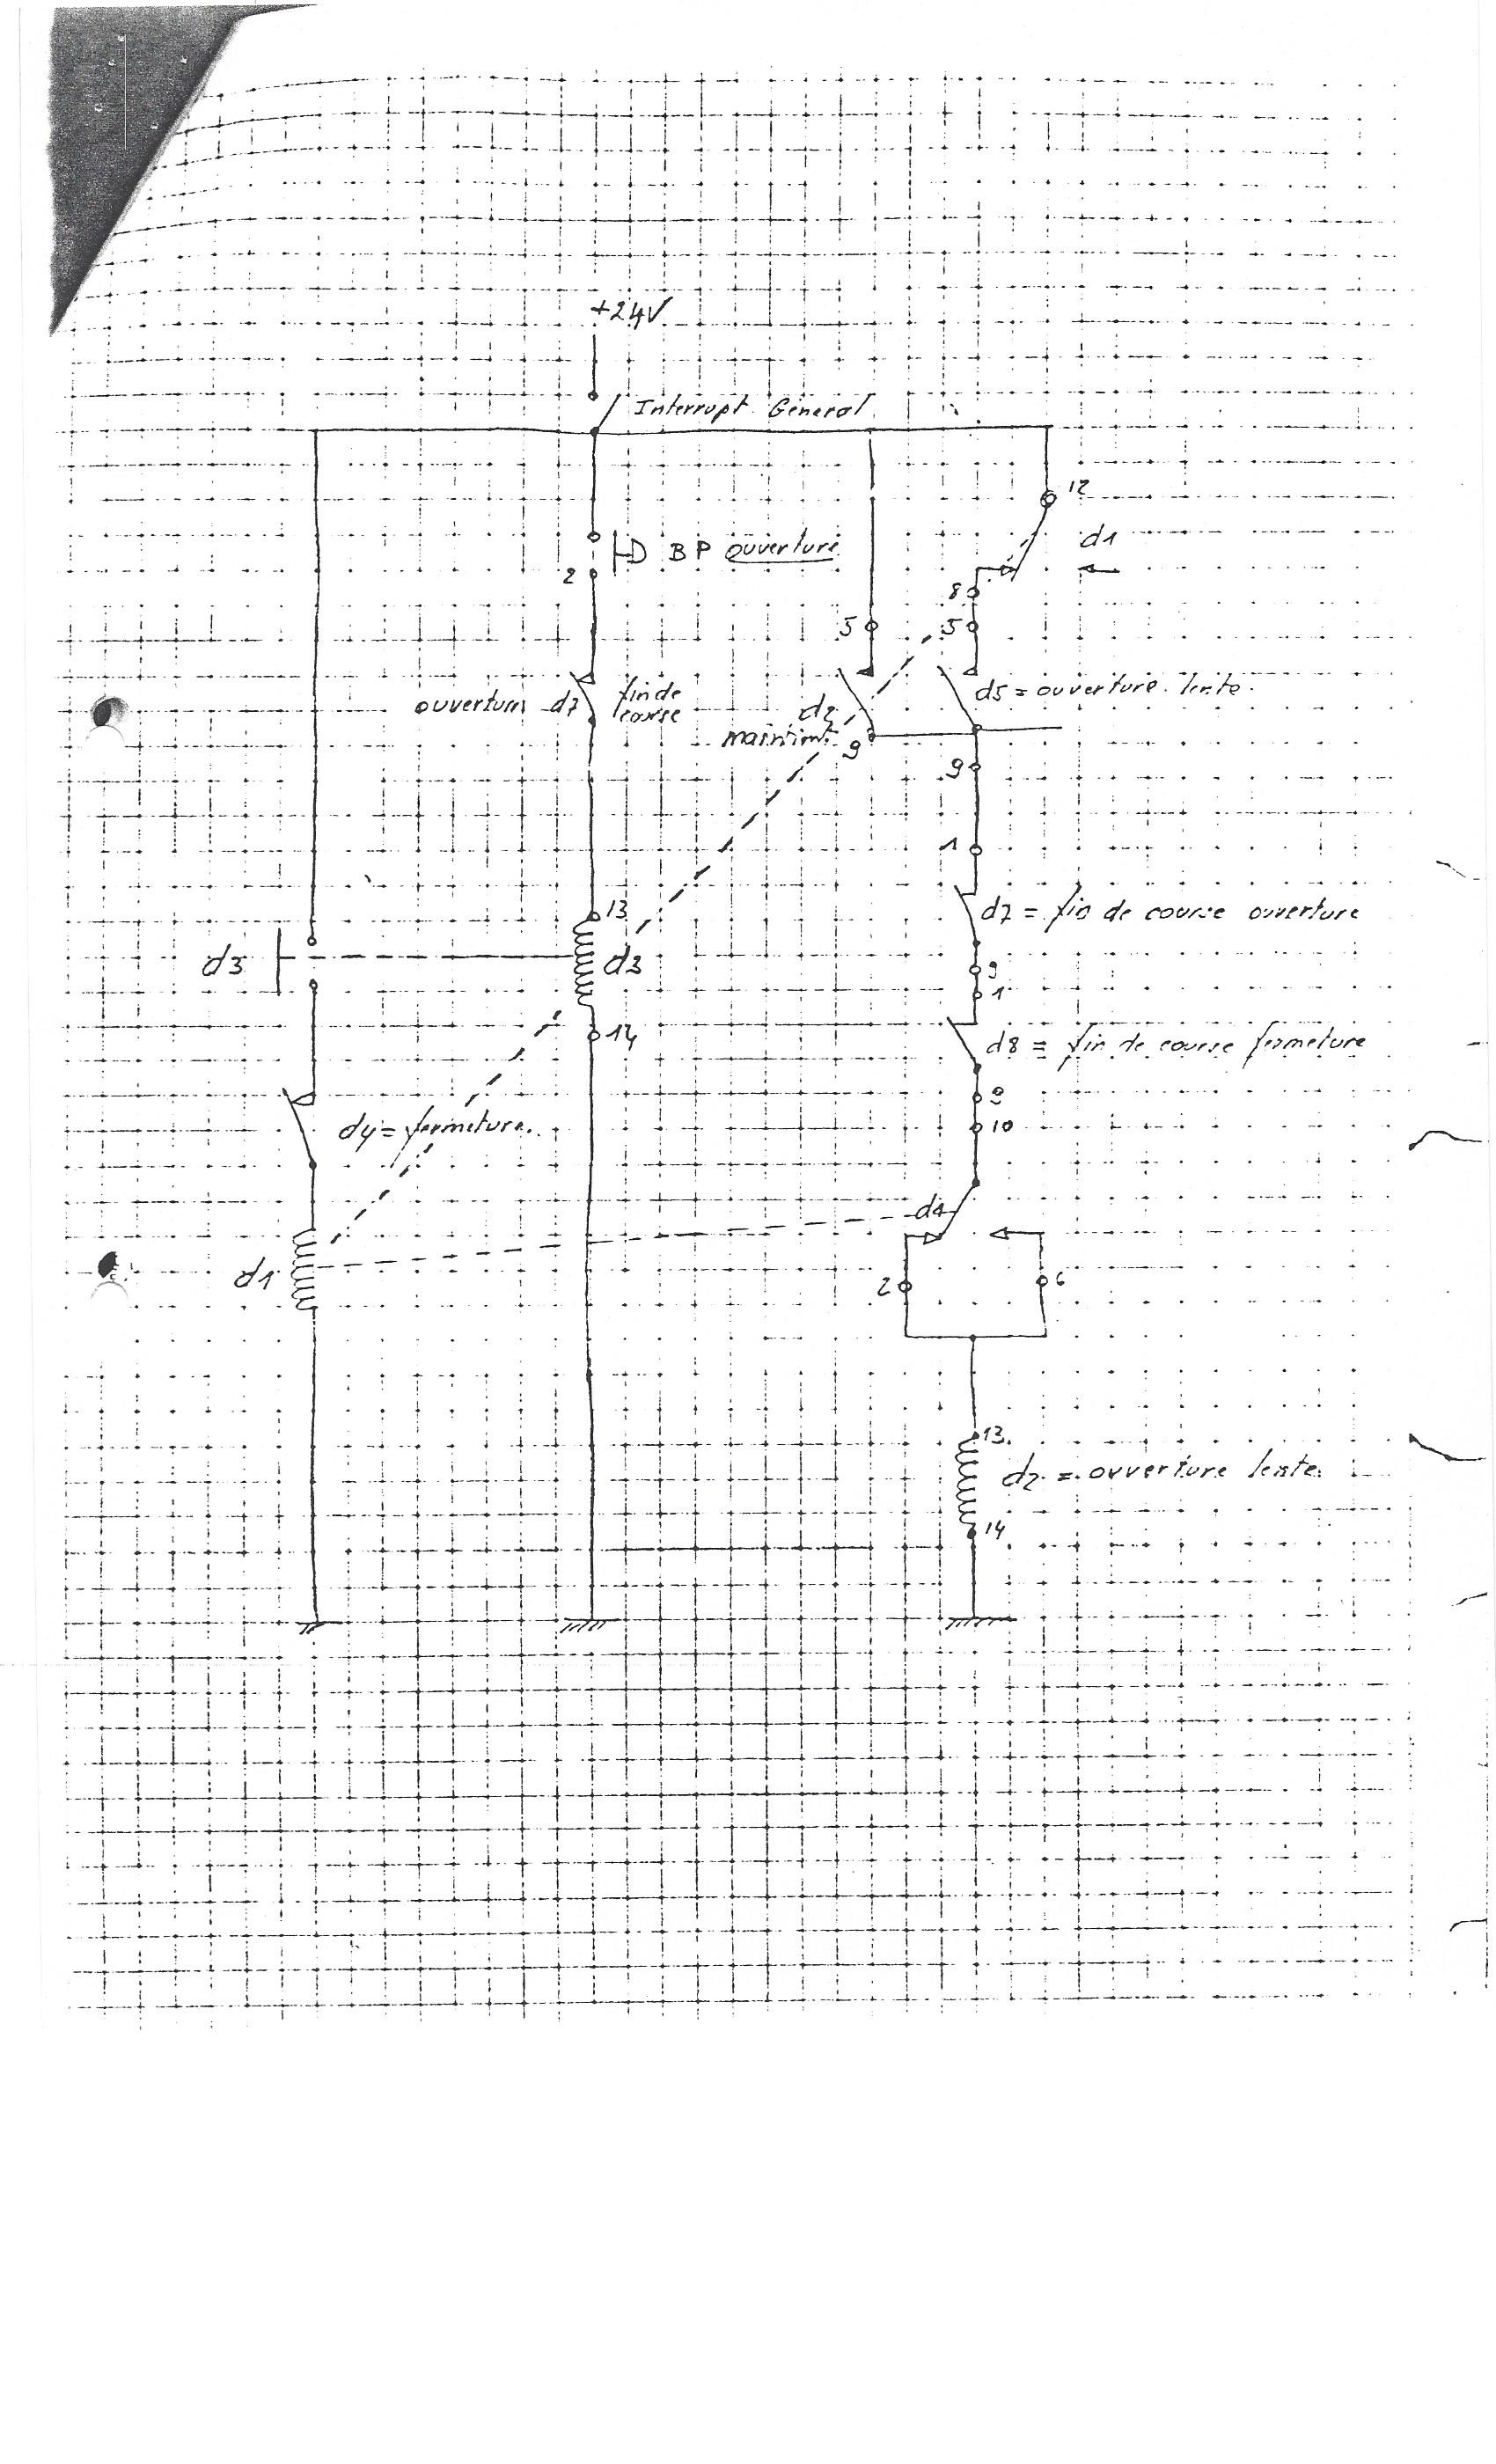 +24V
Interrupt General
12
D BP ouverture
d1
2
8
5
5
ouverture d7 fin de course
d5 = ouverture lente
d2
maintient
9
9
1
13
d7 = fin de course ouverture
d3
d3
9
1
14
d8 = fin de course fermeture
9
10
d4 = fermeture
d1
d1
2
6
13
d2 = ouverture lente
14